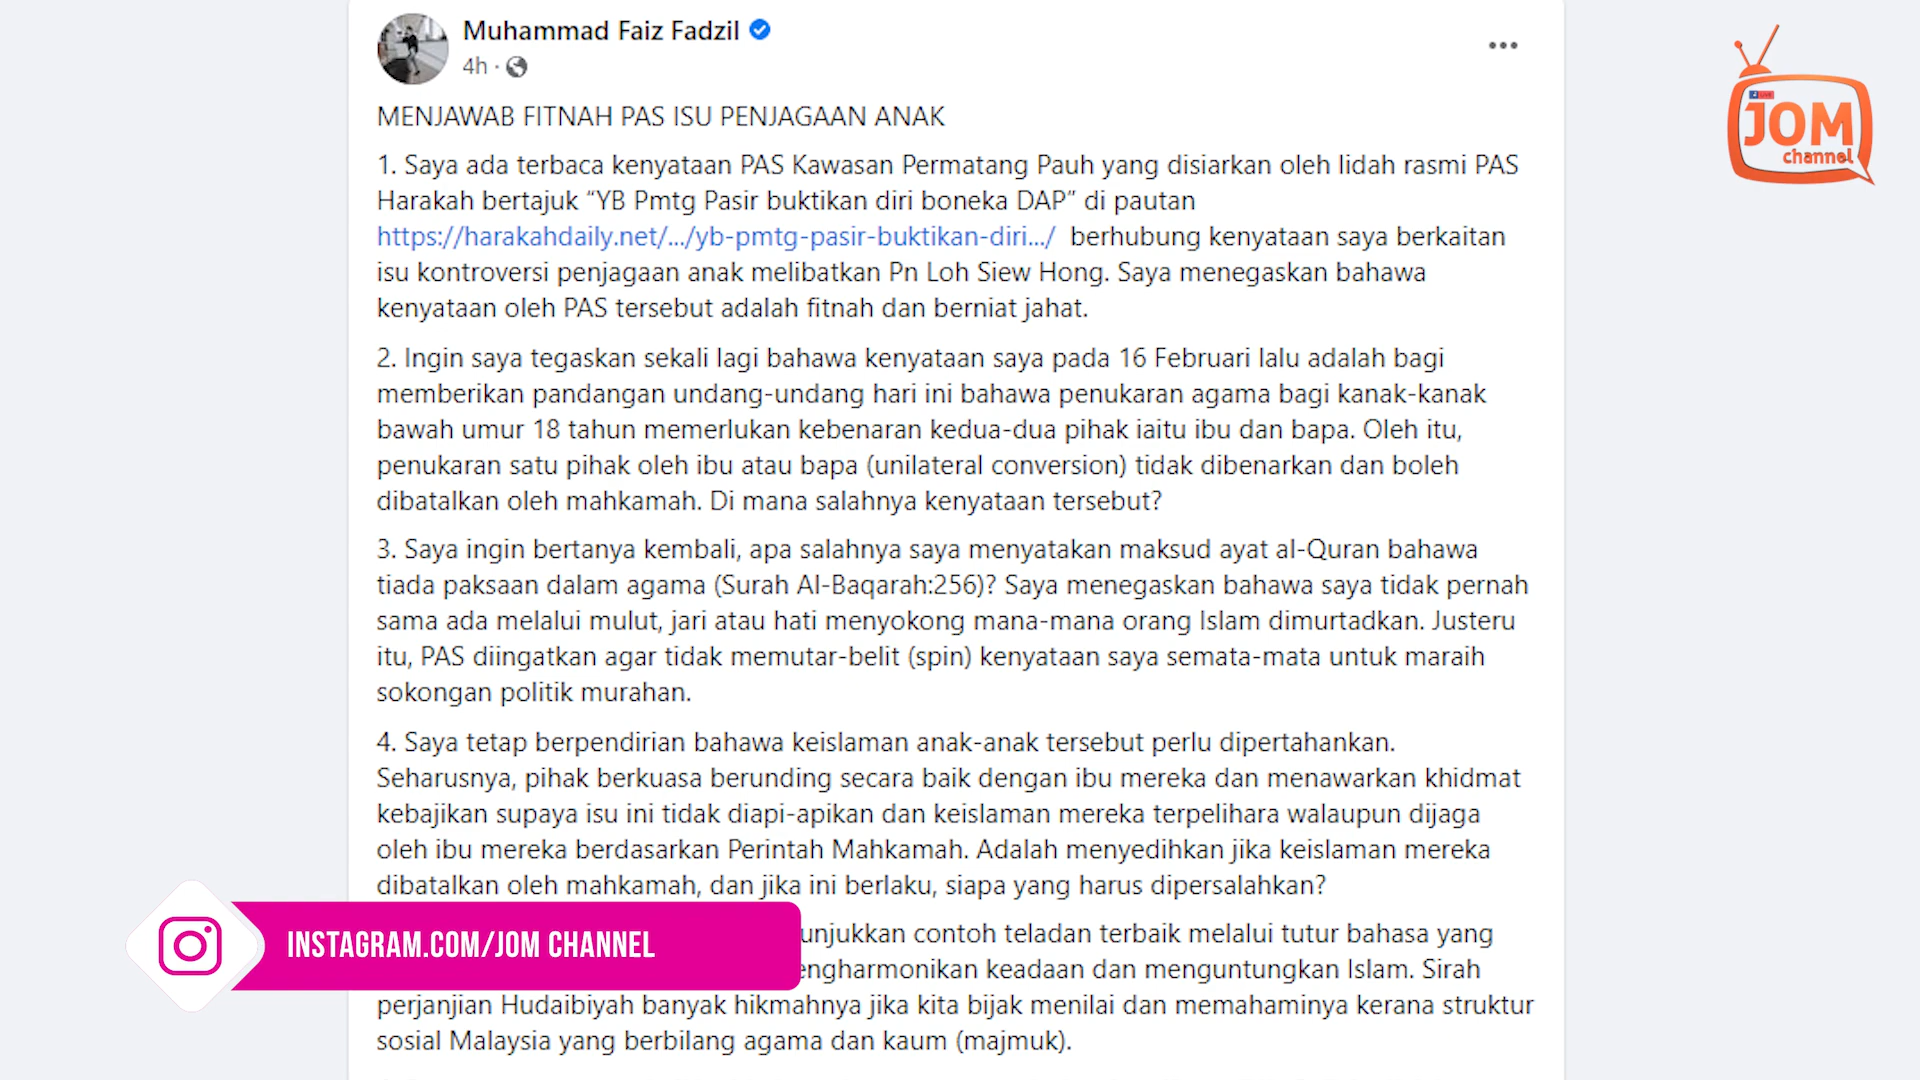 Muhammad Faiz Fadzil
4h ·
MENJAWAB FITNAH PAS ISU PENJAGAAN ANAK
JOM
channel
1. Saya ada terbaca kenyataan PAS Kawasan Permatang Pauh yang disiarkan oleh lidah rasmi PAS
Harakah bertajuk “YB Pmtg Pasir buktikan diri boneka DAP” di pautan
https://harakahdaily.net/.../yb-pmtg-pasir-buktikan-diri.../ berhubung kenyataan saya berkaitan
isu kontroversi penjagaan anak melibatkan Pn Loh Siew Hong. Saya menegaskan bahawa
kenyataan oleh PAS tersebut adalah fitnah dan berniat jahat.
2. Ingin saya tegaskan sekali lagi bahawa kenyataan saya pada 16 Februari lalu adalah bagi
memberikan pandangan undang-undang hari ini bahawa penukaran agama bagi kanak-kanak
bawah umur 18 tahun memerlukan kebenaran kedua-dua pihak iaitu ibu dan bapa. Oleh itu,
penukaran satu pihak oleh ibu atau bapa (unilateral conversion) tidak dibenarkan dan boleh
dibatalkan oleh mahkamah. Di mana salahnya kenyataan tersebut?
3. Saya ingin bertanya kembali, apa salahnya saya menyatakan maksud ayat al-Quran bahawa
tiada paksaan dalam agama (Surah Al-Baqarah:256)? Saya menegaskan bahawa saya tidak pernah
sama ada melalui mulut, jari atau hati menyokong mana-mana orang Islam dimurtadkan. Justeru
itu, PAS diingatkan agar tidak memutar-belit (spin) kenyataan saya semata-mata untuk maraih
sokongan politik murahan.
4. Saya tetap berpendirian bahawa keislaman anak-anak tersebut perlu dipertahankan.
Seharusnya, pihak berkuasa berunding secara baik dengan ibu mereka dan menawarkan khidmat
kebajikan supaya isu ini tidak diapi-apikan dan keislaman mereka terpelihara walaupun dijaga
oleh ibu mereka berdasarkan Perintah Mahkamah. Adalah menyedihkan jika keislaman mereka
dibatalkan oleh mahkamah, dan jika ini berlaku, siapa yang harus dipersalahkan?
unjukkan contoh teladan terbaik melalui tutur bahasa yang
engharmonikan keadaan dan menguntungkan Islam. Sirah
INSTAGRAM.COM/JOM CHANNEL
perjanjian Hudaibiyah banyak hikmahnya jika kita bijak menilai dan memahaminya kerana struktur
sosial Malaysia yang berbilang agama dan kaum (majmuk).